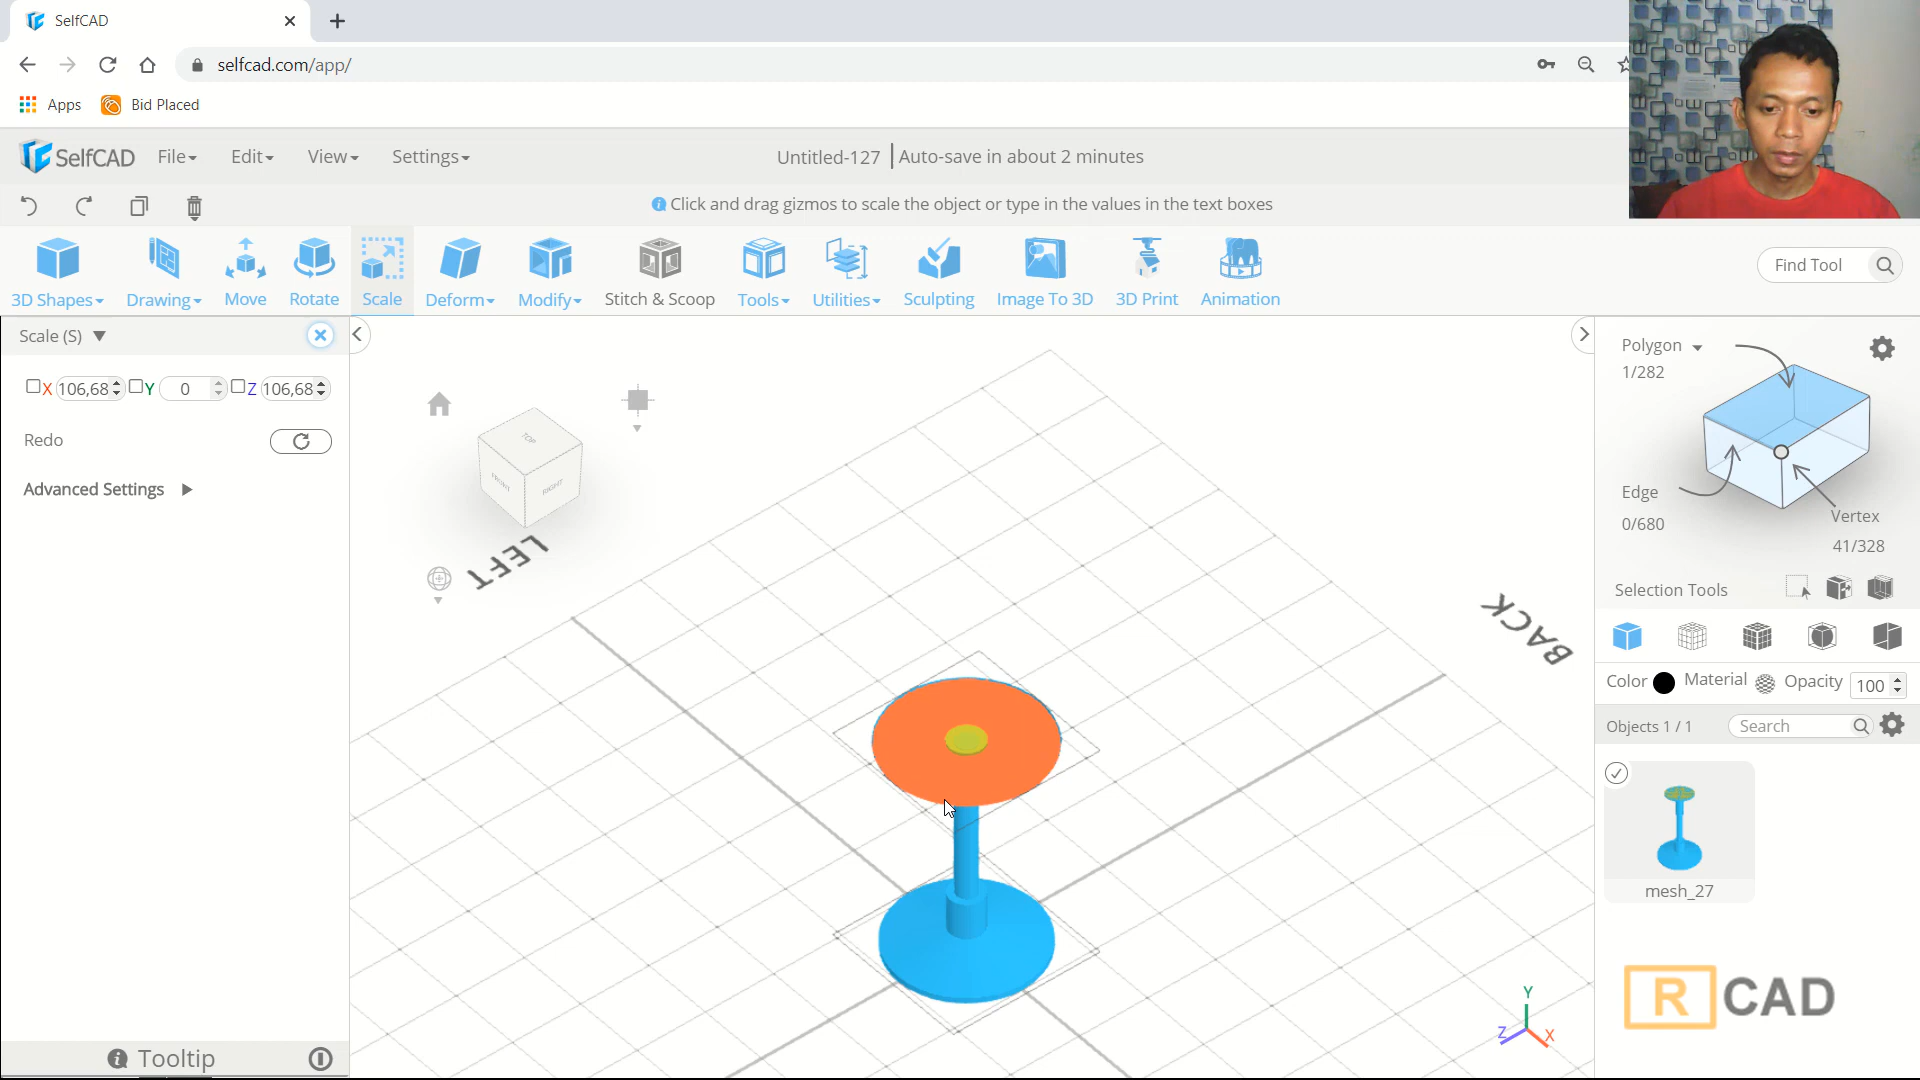 SelfCAD
selfcad.com/app/
Apps
Bid Placed
SelfCAD
File
Edit
View
Settings
Untitled-127
Auto-save in about 2 minutes
Click and drag gizmos to scale the object or type in the values in the text boxes
3D Shapes
Drawing
Move
Rotate
Scale
Deform
Modify
Stitch & Scoop
Tools
Utilities
Sculpting
Image To 3D
3D Print
Animation
Find Tool
Scale (S)
X 106,68 Y 0 Z 106,68
Redo
Advanced Settings
TOP
FRONT
RIGHT
LEFT
BACK
Polygon
1/282
Edge
0/680
Vertex
41/328
Selection Tools
Color
Material
Opacity
100
Objects 1 / 1
Search
mesh_27
R CAD
Y
Z
X
Tooltip